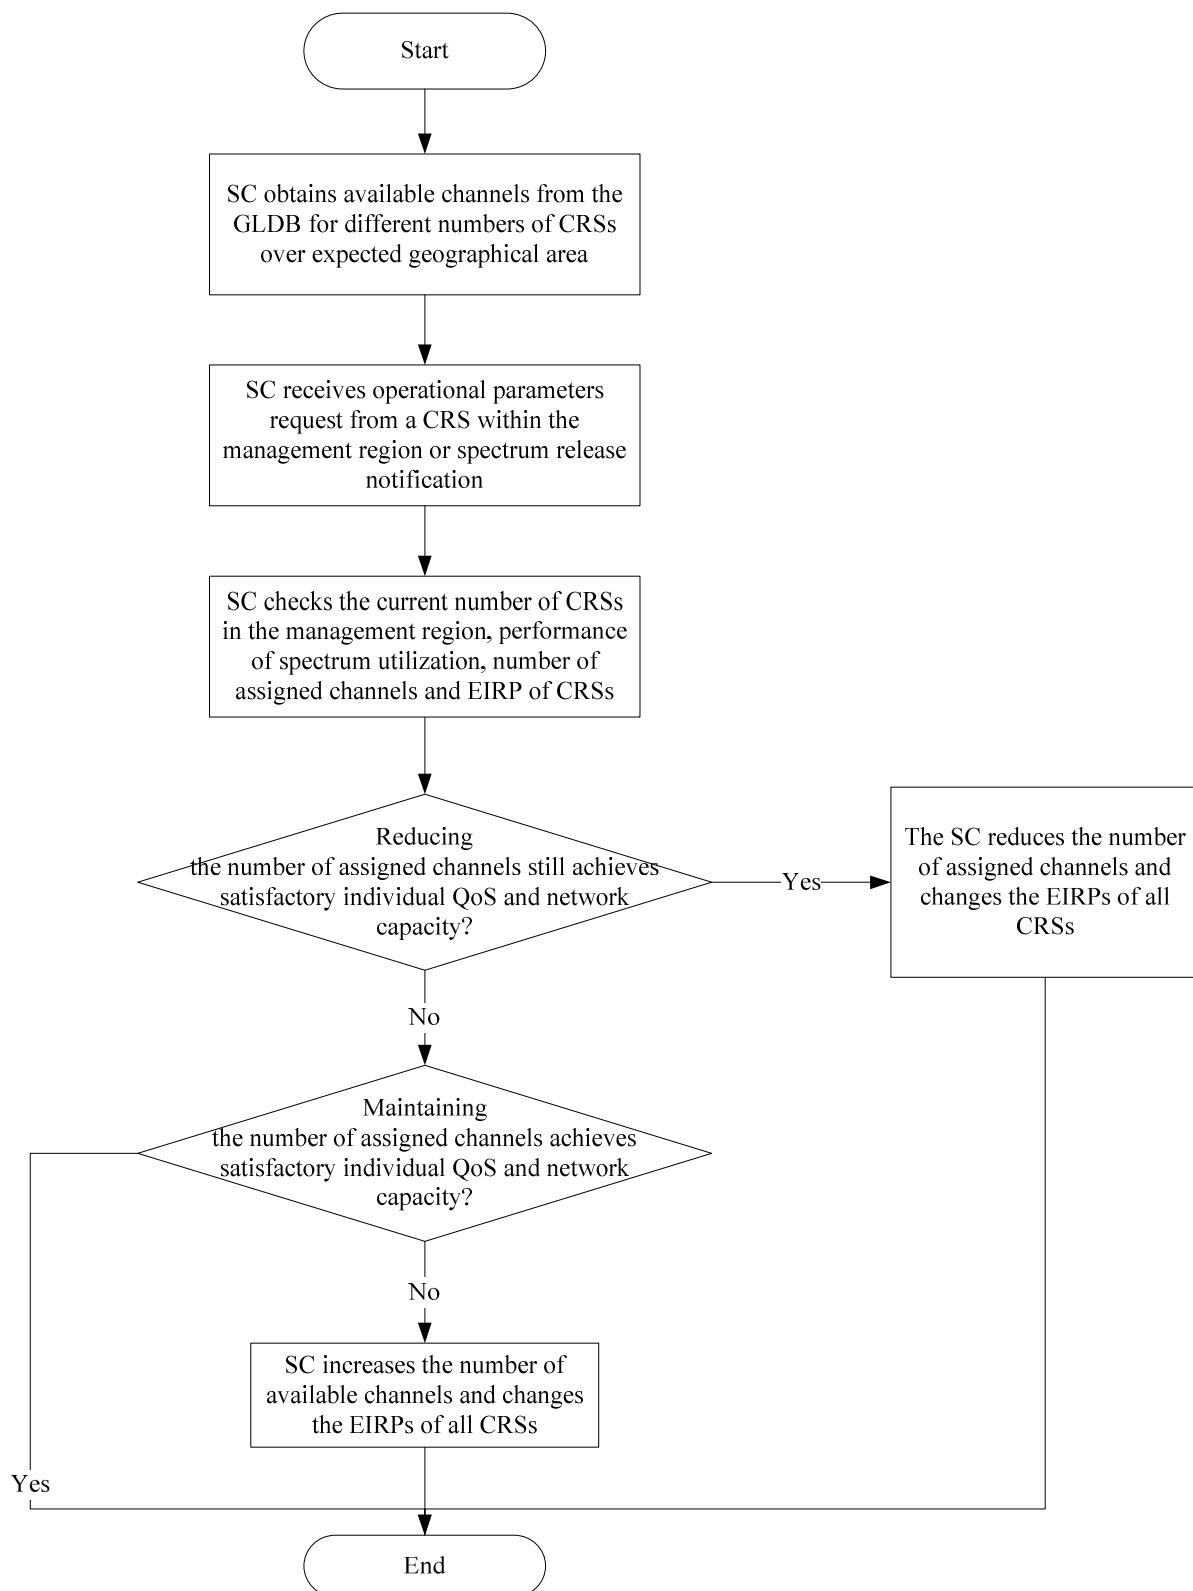 Start
SC obtains available channels from the
GLDB for different numbers of CRSs
over expected geographical area
SC receives operational parameters
request from a CRS within the
management region or spectrum release
notification
SC checks the current number of CRSs
in the management region, performance
of spectrum utilization, number of
assigned channels and EIRP of CRSs
Reducing
the number of assigned channels still achieves
satisfactory individual QoS and network
capacity?
Yes
The SC reduces the number
of assigned channels and
changes the EIRPs of all
CRSs
No
Maintaining
the number of assigned channels achieves
satisfactory individual QoS and network
capacity?
No
SC increases the number of
available channels and changes
the EIRPs of all CRSs
Yes
End